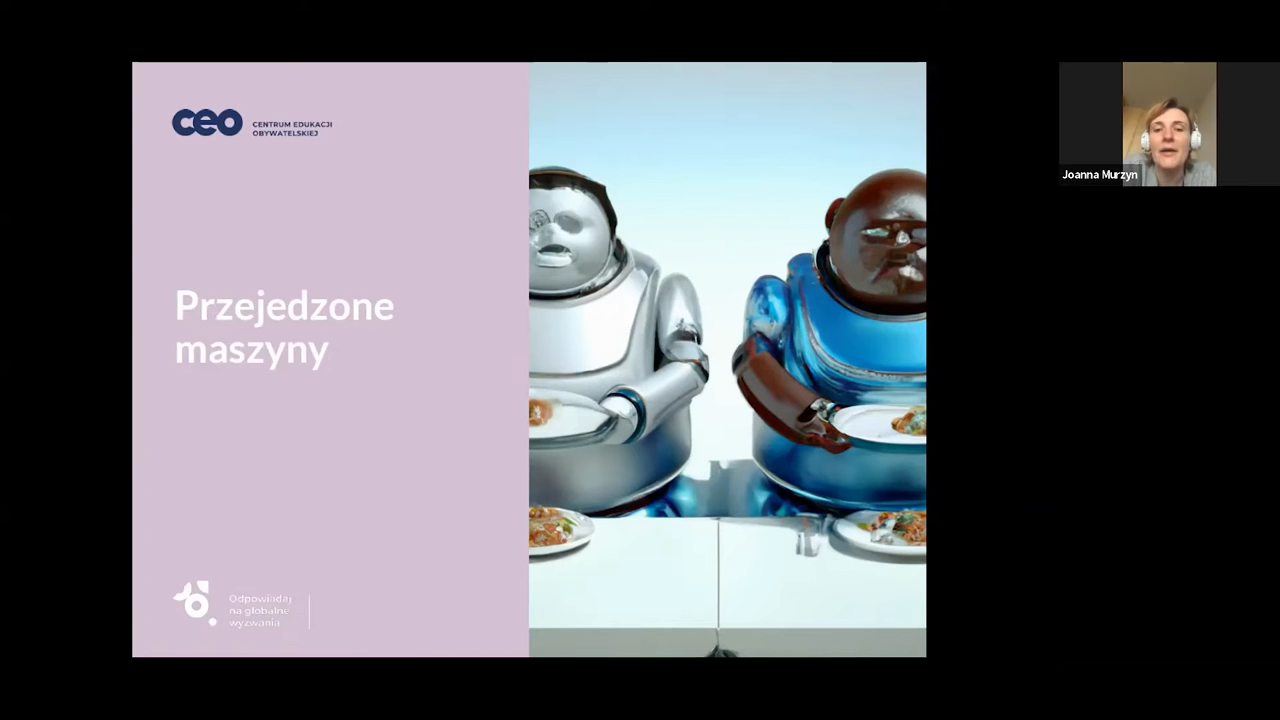 ceo
CENTRUM EDUKACJI
OBYWATELSKIEJ
Przejedzone
maszyny
Odpowiadaj
na globalne
wyzwania
Joanna Murzyn